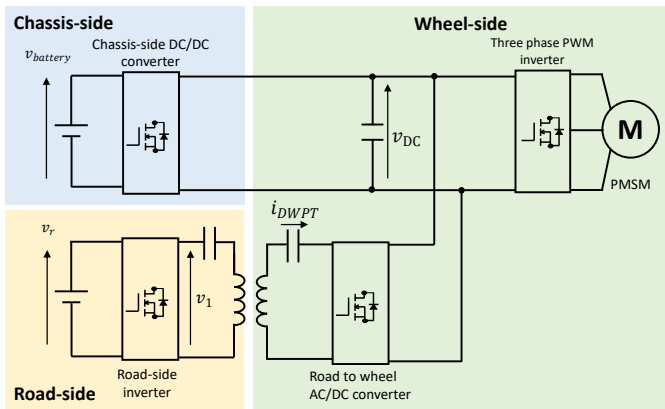 Chassis-side
Wheel-side
Chassis-side DC/DC
converter
Three phase PWM
inverter
v_battery
v_DC
M
PMSM
i_DWPT
v_r
v_1
Road-side
inverter
Road to wheel
AC/DC converter
Road-side